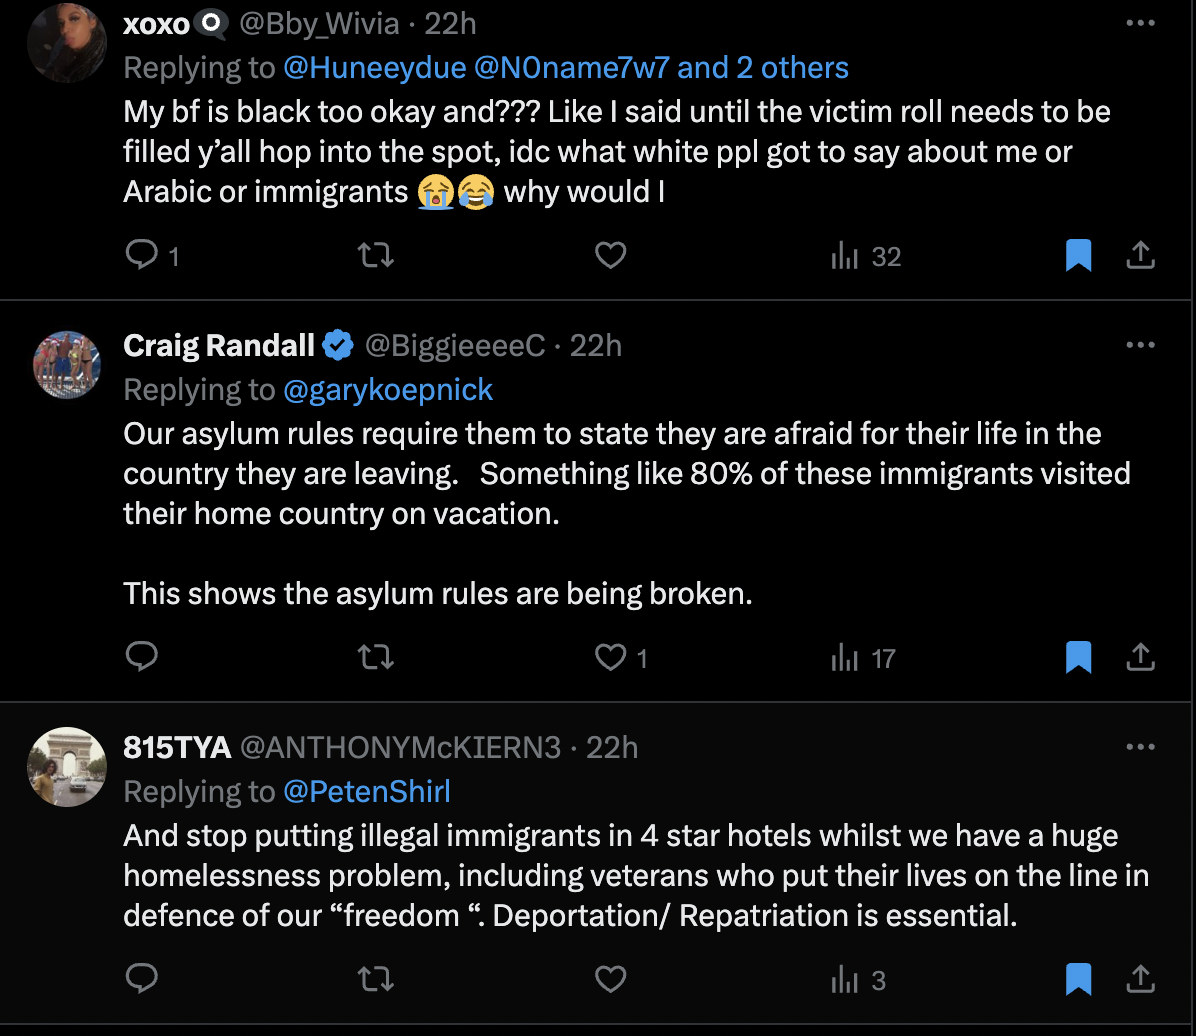 xoxo @Bby_Wivia · 22h
Replying to @Huneeydue @N0name7w7 and 2 others
My bf is black too okay and??? Like I said until the victim roll needs to be
filled y’all hop into the spot, idc what white ppl got to say about me or
Arabic or immigrants 😭😂 why would I
1 32
Craig Randall @BiggieeeeC · 22h
Replying to @garykoepnick
Our asylum rules require them to state they are afraid for their life in the
country they are leaving.   Something like 80% of these immigrants visited
their home country on vacation.
This shows the asylum rules are being broken.
1 17
815TYA @ANTHONYMcKIERN3 · 22h
Replying to @PetenShirl
And stop putting illegal immigrants in 4 star hotels whilst we have a huge
homelessness problem, including veterans who put their lives on the line in
defence of our “freedom “. Deportation/ Repatriation is essential.
3